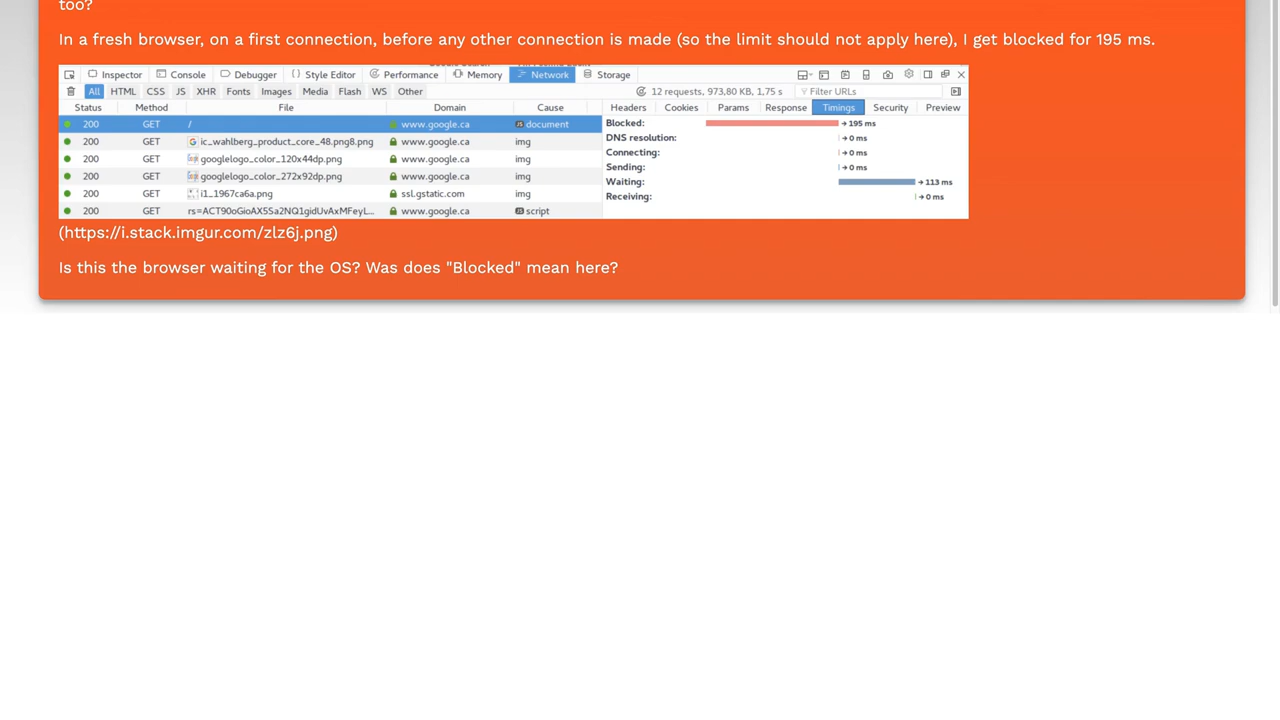 too?
In a fresh browser, on a first connection, before any other connection is made (so the limit should not apply here), I get blocked for 195 ms.
Inspector Console Debugger Style Editor Performance Memory Network Storage
All HTML CSS JS XHR Fonts Images Media Flash WS Other 12 requests, 973,80 KB, 1,75 s Filter URLs
Status Method File Domain Cause Headers Cookies Params Response Timings Security Preview
200 GET / www.google.ca JS document Blocked: → 195 ms
DNS resolution: → 0 ms
200 GET ic_wahlberg_product_core_48.png8.png www.google.ca img
Connecting: → 0 ms
200 GET googlelogo_color_120x44dp.png www.google.ca img
Sending: → 0 ms
200 GET googlelogo_color_272x92dp.png www.google.ca img
Waiting: → 113 ms
200 GET i1_1967ca6a.png ssl.gstatic.com img
Receiving: → 0 ms
200 GET rs=ACT90oGioAX5Sa2NQ1gidUvAxMFeyL... www.google.ca JS script
(https://i.stack.imgur.com/zlz6j.png)
Is this the browser waiting for the OS? Was does "Blocked" mean here?